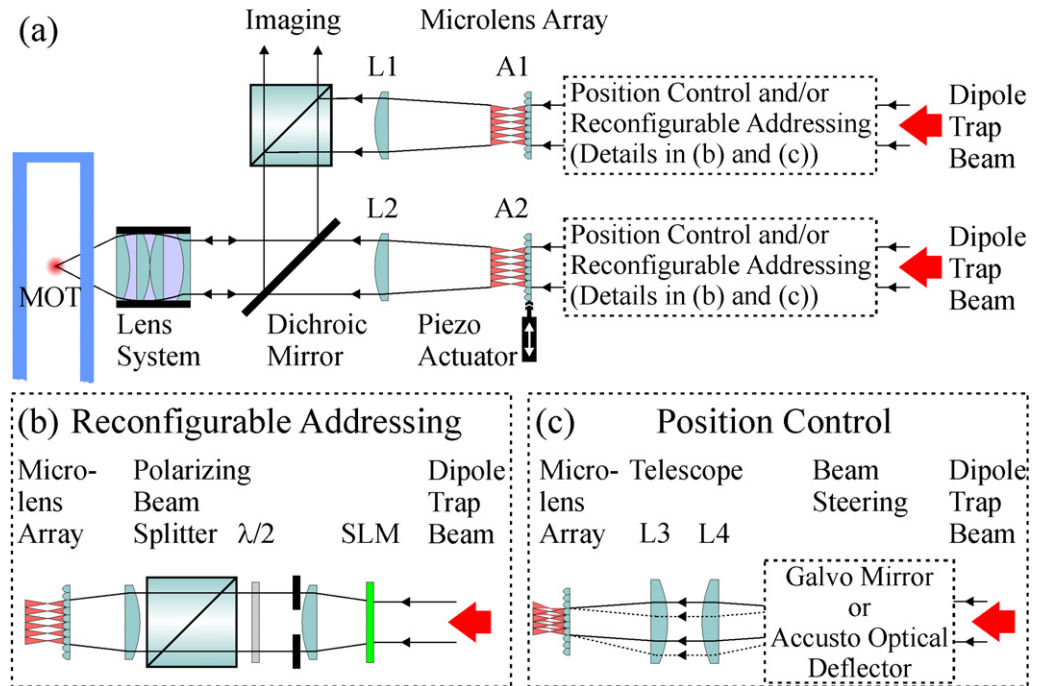 (a)
Imaging
Microlens Array
L1
A1
Position Control and/or
Reconfigurable Addressing
(Details in (b) and (c))
Dipole
Trap
Beam
L2
A2
Position Control and/or
Reconfigurable Addressing
(Details in (b) and (c))
Dipole
Trap
Beam
MOT
Lens
System
Dichroic
Mirror
Piezo
Actuator
(b) Reconfigurable Addressing
Micro-
lens
Array
Polarizing
Beam
Splitter
λ/2
SLM
Dipole
Trap
Beam
(c) Position Control
Micro-
lens
Array
Telescope
L3
L4
Beam
Steering
Dipole
Trap
Beam
Galvo Mirror
or
Accusto Optical
Deflector